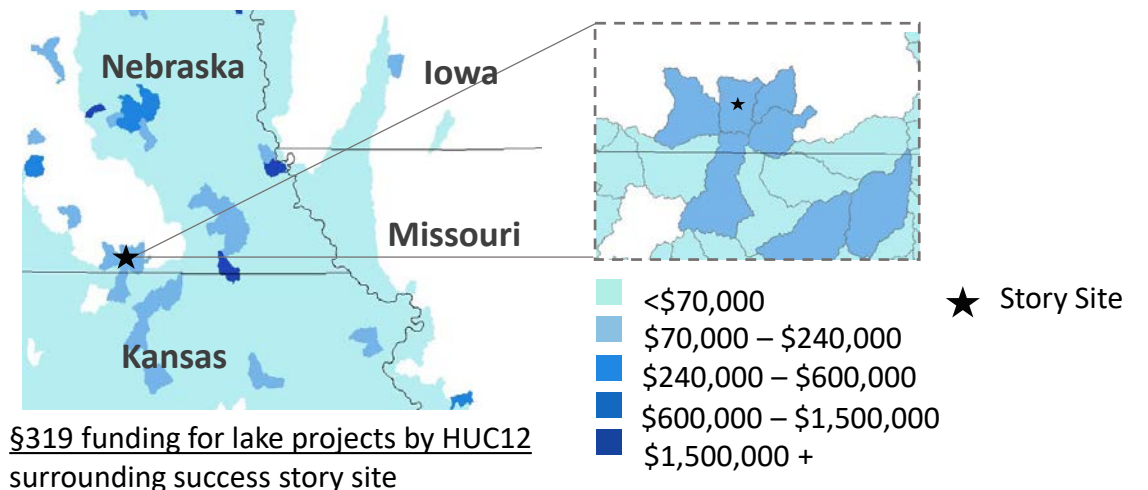 Nebraska
Iowa
Missouri
Kansas
<$70,000
$70,000 – $240,000
$240,000 – $600,000
$600,000 – $1,500,000
$1,500,000 +
Story Site
§319 funding for lake projects by HUC12
surrounding success story site